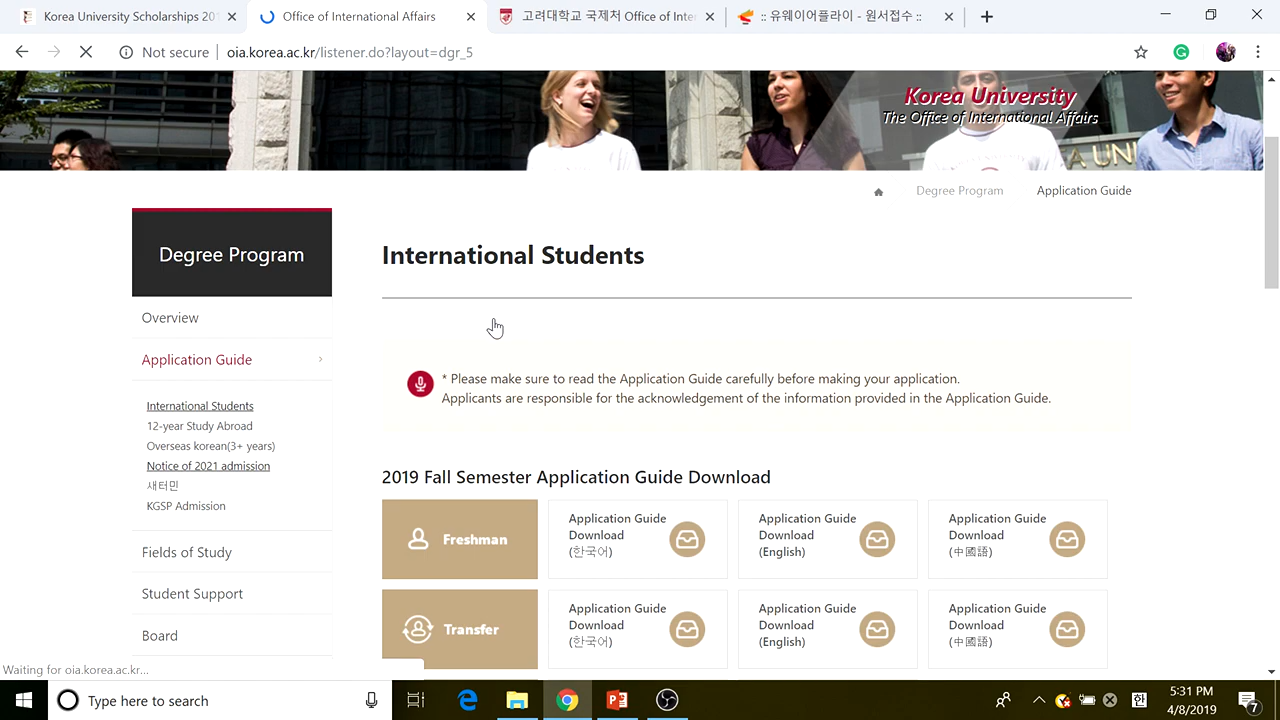 Korea University Scholarships 201
Office of International Affairs
고려대학교 국제처 Office of Inter
:: 유웨이어플라이 - 원서접수 ::
Not secure
oia.korea.ac.kr/listener.do?layout=dgr_5
Korea University
The Office of International Affairs
A UN
Degree Program
Application Guide
Degree Program
International Students
Overview
Application Guide
* Please make sure to read the Application Guide carefully before making your application.
Applicants are responsible for the acknowledgement of the information provided in the Application Guide.
International Students
12-year Study Abroad
Overseas korean(3+ years)
Notice of 2021 admission
새터민
KGSP Admission
2019 Fall Semester Application Guide Download
Freshman
Application Guide
Download
(한국어)
Application Guide
Download
(English)
Application Guide
Download
(中國語)
Fields of Study
Student Support
Board
Transfer
Application Guide
Download
(한국어)
Application Guide
Download
(English)
Application Guide
Download
(中國語)
Waiting for oia.korea.ac.kr...
Type here to search
한
5:31 PM
4/8/2019
7